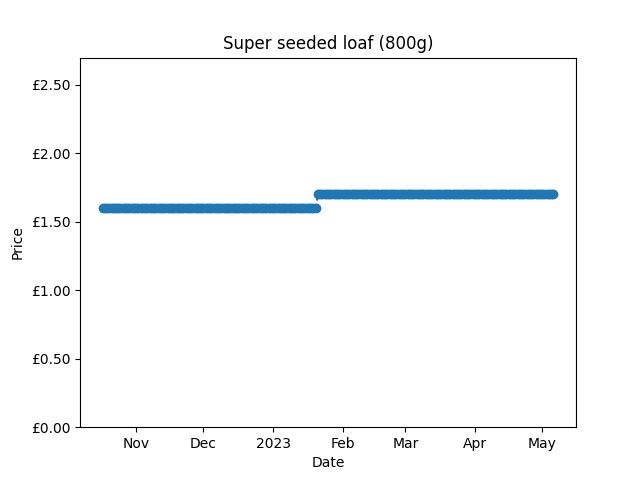 Super seeded loaf (800g)
£2.50
£2.00
£1.50
£1.00
£0.50
£0.00
Price
Nov Dec 2023 Feb Mar Apr May
Date